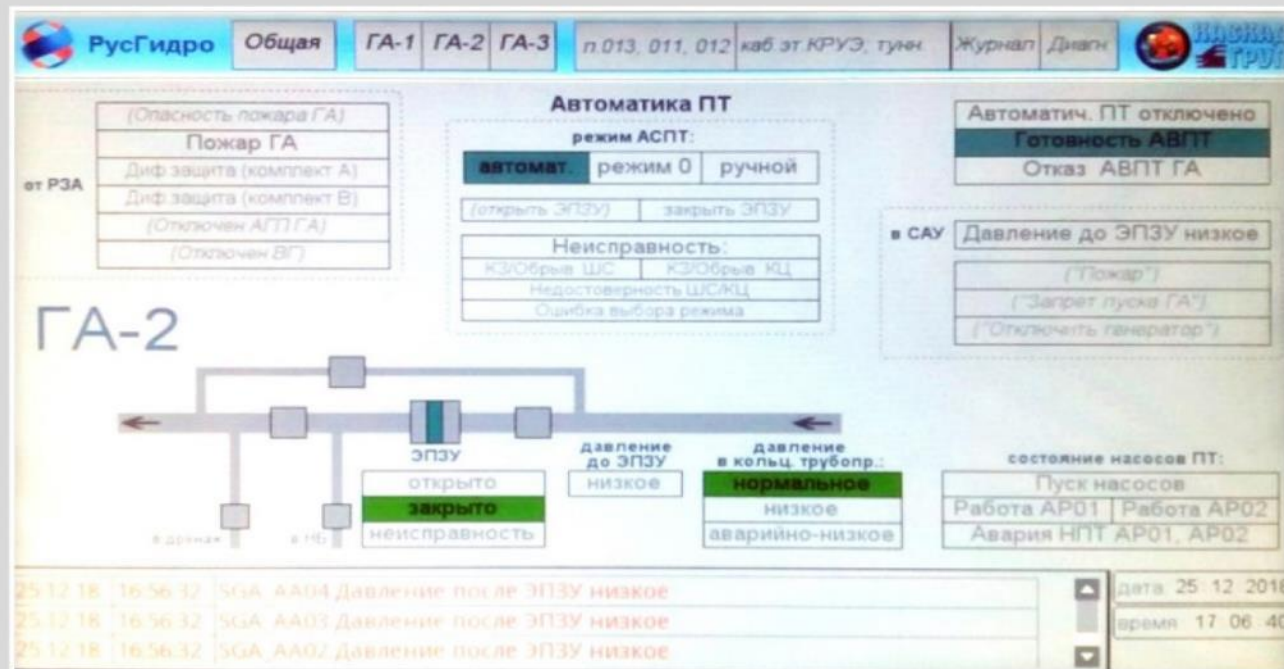 РусГидро Общая ГА-1 ГА-2 ГА-3 п.013, 011, 012 каб эт.КРУЭ, тунн. Журнал Диагн
Автоматика ПТ
режим АСПТ:
автомат. режим 0 ручной
(открыть ЭПЗУ) закрыть ЭПЗУ
Неисправность:
КЗ/Обрыв ШС КЗ/Обрыв КЦ
Недостоверность ШС/КЦ
Ошибка выбора режима
от РЗА
(Опасность пожара ГА)
Пожар ГА
Диф.защита (комплект А)
Диф.защита (комплект В)
(Отключен АГП ГА)
(Отключен ВГ)
Автоматич. ПТ отключено
Готовность АВПТ
Отказ АВПТ ГА
в САУ
Давление до ЭПЗУ низкое
("Пожар")
("Запрет пуска ГА")
("Отключить генератор")
ГА-2
ЭПЗУ
открыто
закрыто
неисправность
давление
до ЭПЗУ
низкое
давление
в кольц. трубопр.:
нормальное
низкое
аварийно-низкое
состояние насосов ПТ:
Пуск насосов
Работа АР01 Работа АР02
Авария НПТ АР01, АР02
в дренаж в НБ
25 12 18 16:56:32 SGA_AA04 Давление после ЭПЗУ низкое
25 12 18 16:56:32 SGA_AA03 Давление после ЭПЗУ низкое
25 12 18 16:56:32 SGA_AA02 Давление после ЭПЗУ низкое
дата 25 12 2018
время 17 06 40